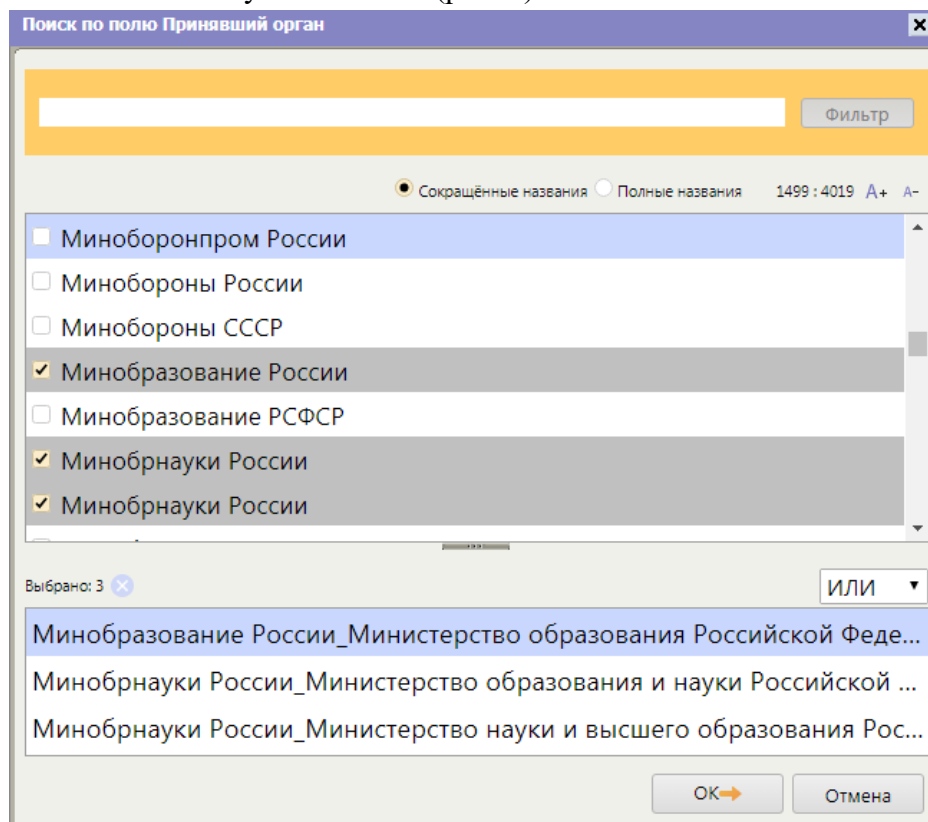 Поиск по полю Принявший орган
Фильтр
Сокращённые названия Полные названия 1499 : 4019 A+ A-
Миноборонпром России
Минобороны России
Минобороны СССР
Минобразование России
Минобразование РСФСР
Минобрнауки России
Минобрнауки России
Выбрано: 3 ИЛИ
Минобразование России_Министерство образования Российской Феде...
Минобрнауки России_Министерство образования и науки Российской ...
Минобрнауки России_Министерство науки и высшего образования Рос...
ОК Отмена